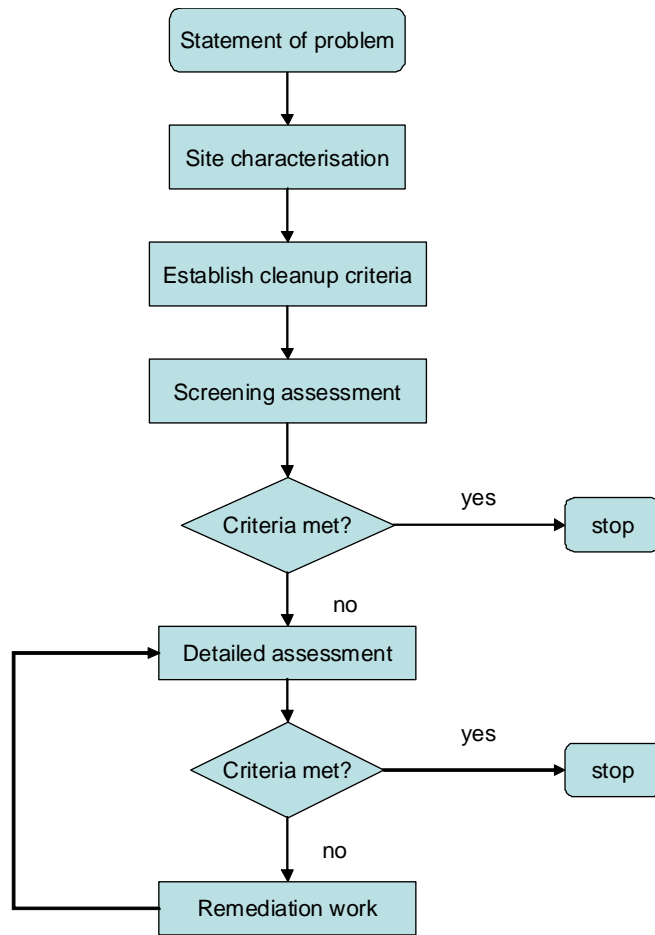 Statement of problem
Site characterisation
Establish cleanup criteria
Screening assessment
yes
Criteria met?
stop
no
Detailed assessment
yes
Criteria met?
stop
no
Remediation work